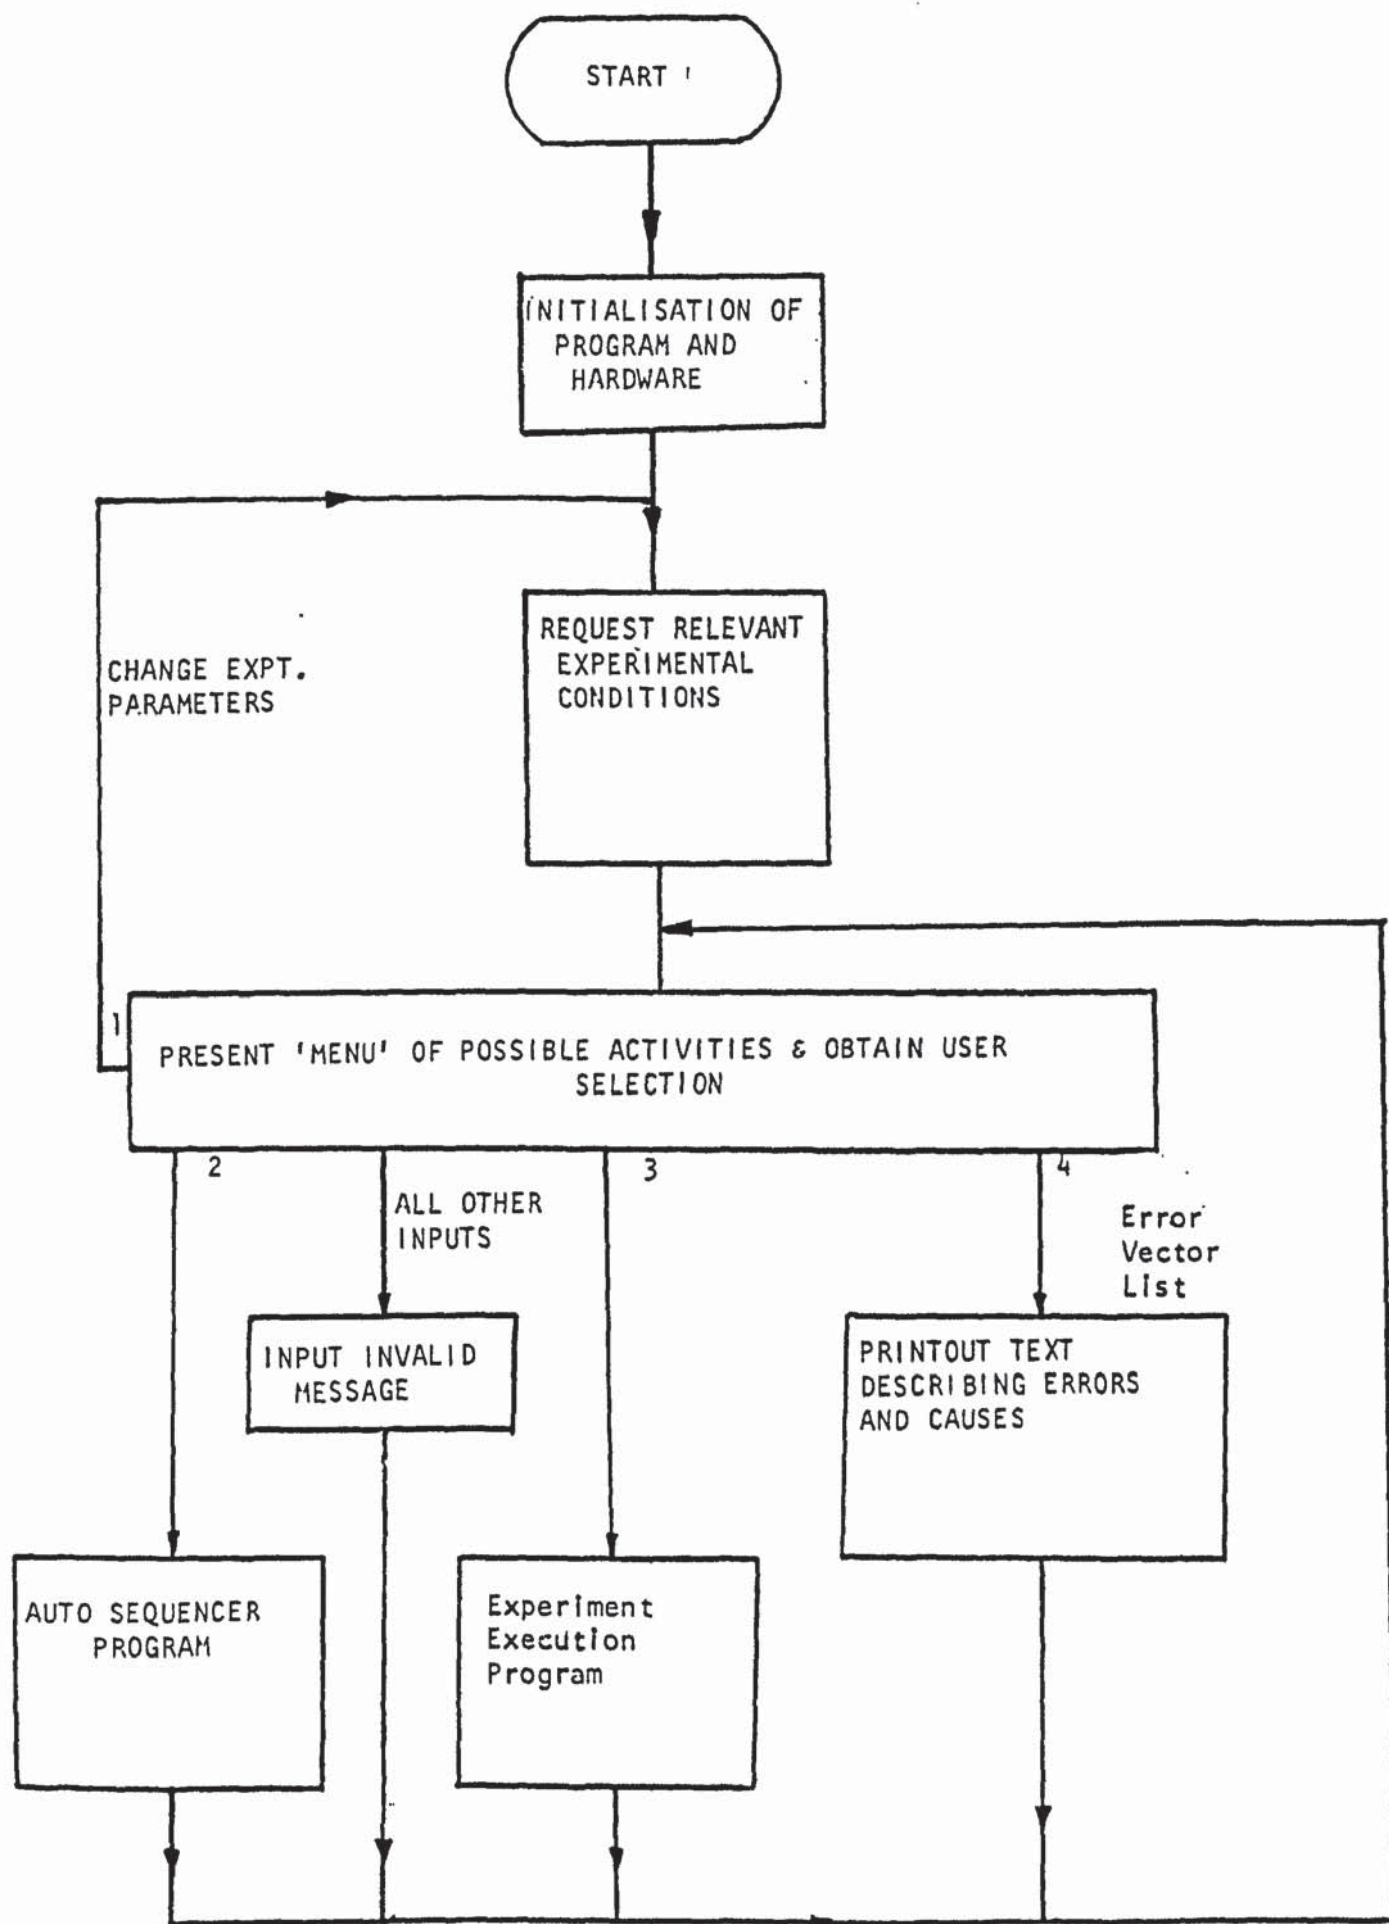 START
INITIALISATION OF
PROGRAM AND
HARDWARE
CHANGE EXPT.
PARAMETERS
REQUEST RELEVANT
EXPERIMENTAL
CONDITIONS
1
PRESENT 'MENU' OF POSSIBLE ACTIVITIES & OBTAIN USER
SELECTION
2
ALL OTHER
INPUTS
3
4
Error
Vector
List
INPUT INVALID
MESSAGE
PRINTOUT TEXT
DESCRIBING ERRORS
AND CAUSES
AUTO SEQUENCER
PROGRAM
Experiment
Execution
Program